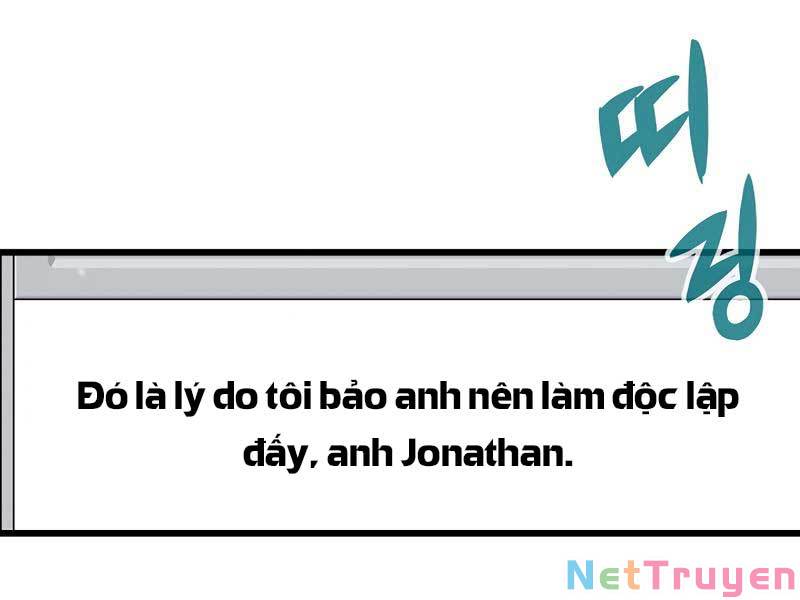 띠
링
Đó là lý do tôi bảo anh nên làm độc lập
đấy, anh Jonathan.
NetTruyen